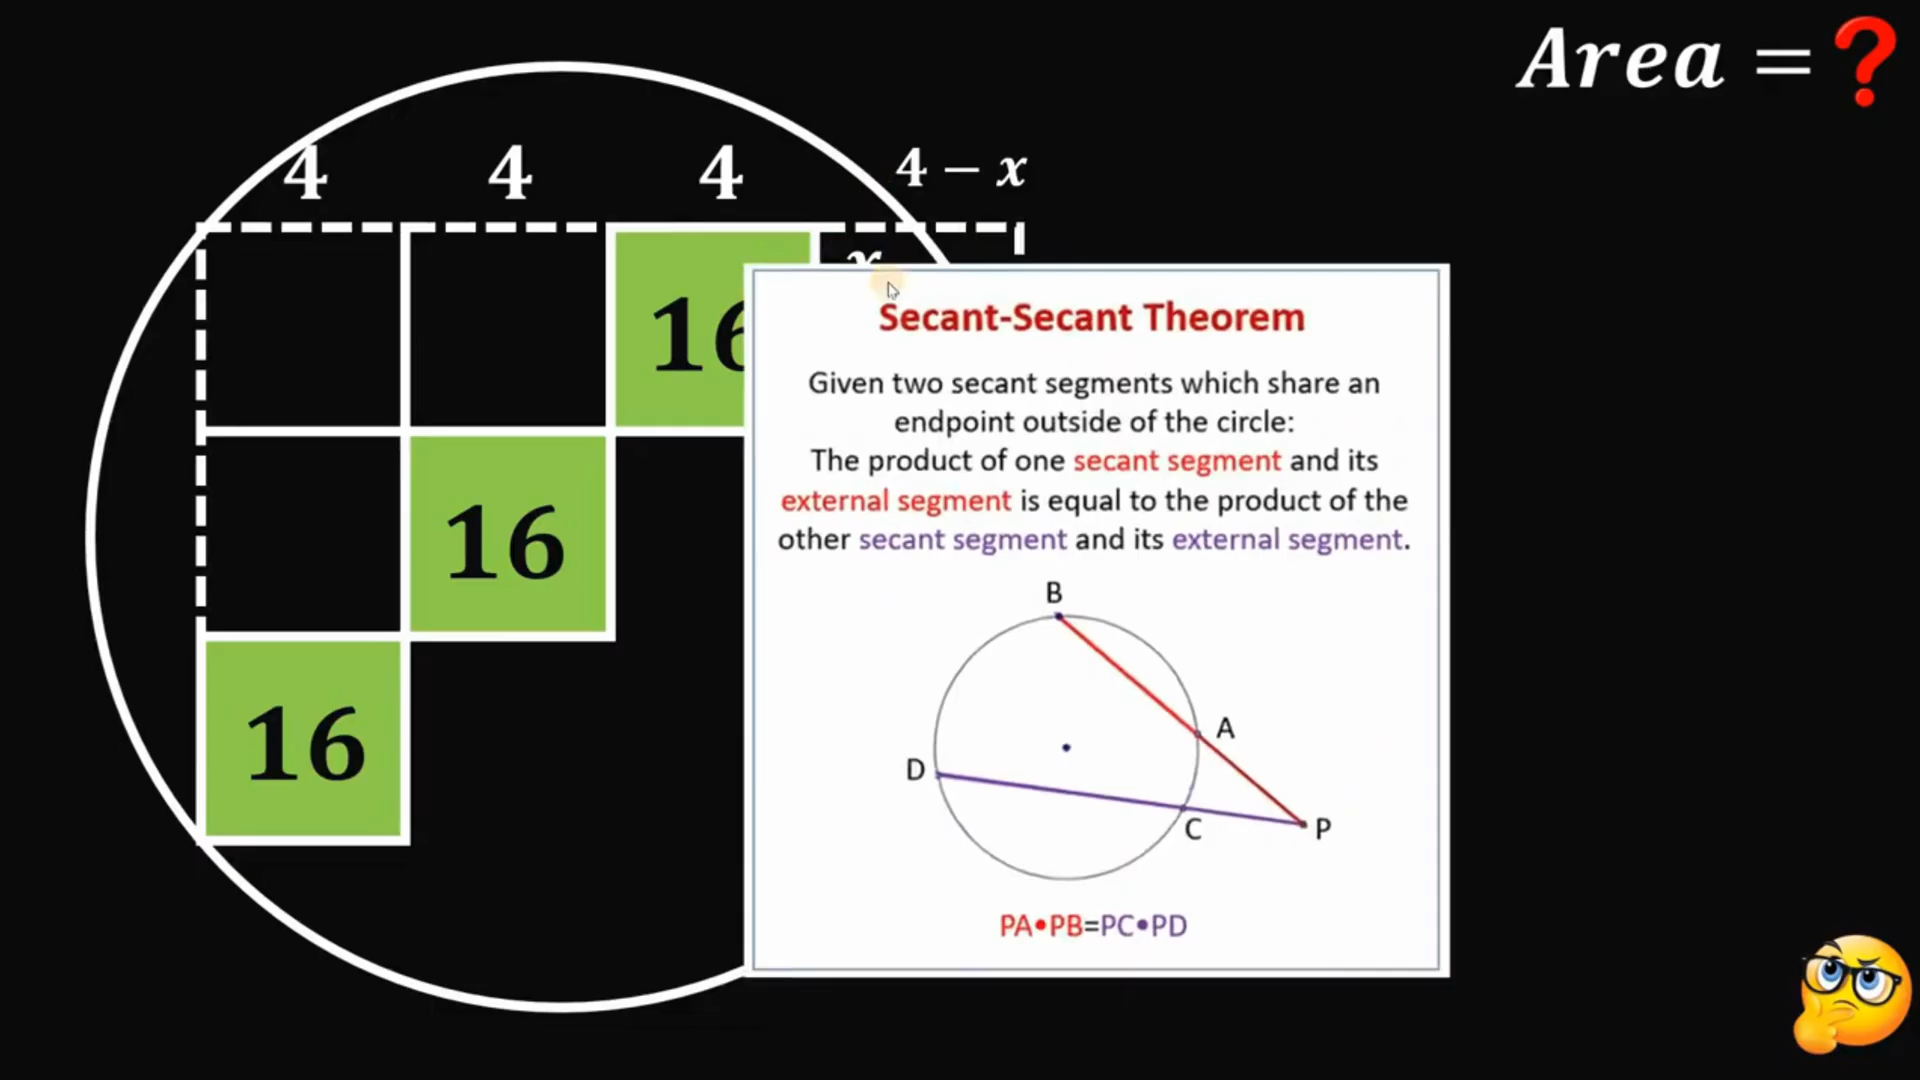 Area = ?
4 4 4 4 − x
x
16
16
16
Secant-Secant Theorem
Given two secant segments which share an
endpoint outside of the circle:
The product of one secant segment and its
external segment is equal to the product of the
other secant segment and its external segment.
B
A
D
C
P
PA•PB=PC•PD